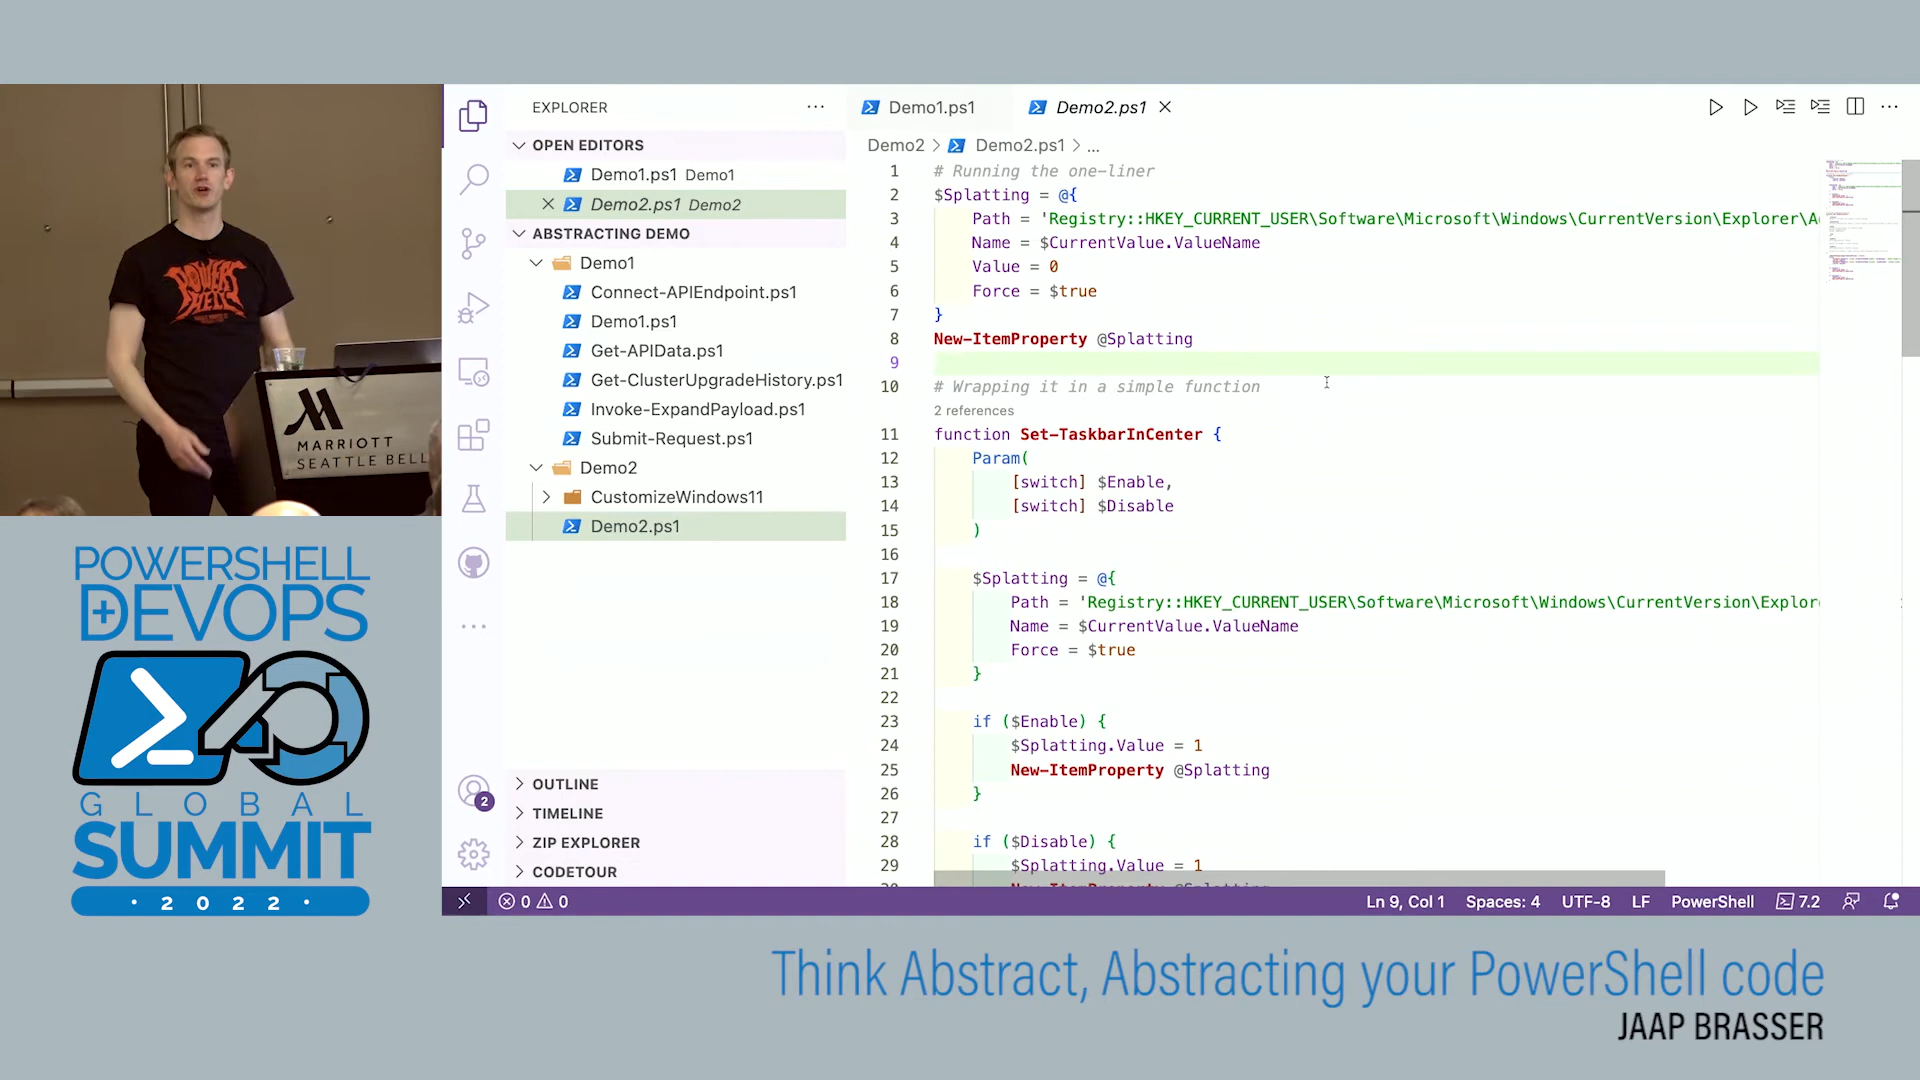 POWERS
HELL
MARRIOTT
SEATTLE BELL
POWERSHELL
DEVOPS
GLOBAL
SUMMIT
· 2022 ·
EXPLORER
OPEN EDITORS
Demo1.ps1 Demo1
Demo2.ps1 Demo2
ABSTRACTING DEMO
Demo1
Connect-APIEndpoint.ps1
Demo1.ps1
Get-APIData.ps1
Get-ClusterUpgradeHistory.ps1
Invoke-ExpandPayload.ps1
Submit-Request.ps1
Demo2
CustomizeWindows11
Demo2.ps1
OUTLINE
TIMELINE
ZIP EXPLORER
CODETOUR
2
Demo1.ps1
Demo2.ps1
Demo2 > Demo2.ps1 > ...
1 # Running the one-liner
2 $Splatting = @{
3     Path = 'Registry::HKEY_CURRENT_USER\Software\Microsoft\Windows\CurrentVersion\Explorer\A
4     Name = $CurrentValue.ValueName
5     Value = 0
6     Force = $true
7 }
8 New-ItemProperty @Splatting
9
10 # Wrapping it in a simple function
2 references
11 function Set-TaskbarInCenter {
12     Param(
13         [switch] $Enable,
14         [switch] $Disable
15     )
16
17     $Splatting = @{
18         Path = 'Registry::HKEY_CURRENT_USER\Software\Microsoft\Windows\CurrentVersion\Explor
19         Name = $CurrentValue.ValueName
20         Force = $true
21     }
22
23     if ($Enable) {
24         $Splatting.Value = 1
25         New-ItemProperty @Splatting
26     }
27
28     if ($Disable) {
29         $Splatting.Value = 1
0 0
Ln 9, Col 1 Spaces: 4 UTF-8 LF PowerShell 7.2
Think Abstract, Abstracting your PowerShell code
JAAP BRASSER